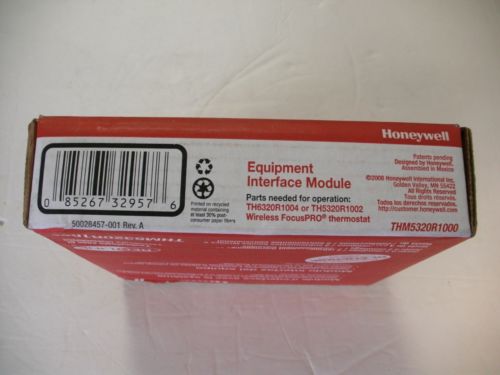 Honeywell
Patents pending
Designed by Honeywell.
Assembled in Mexico
©2008 Honeywell International Inc.
Golden Valley, MN 55422
All Rights Reserved
Tous droits réservés.
Todos los derechos reservados.
http://customer.honeywell.com
THM5320R1000
Equipment
Interface Module
Parts needed for operation:
TH6320R1004 or TH5320R1002
Wireless FocusPRO® thermostat
Printed on recycled
material containing
at least 30% post-
consumer paper fibers
0 85267 32957 6
50028457-001 Rev. A